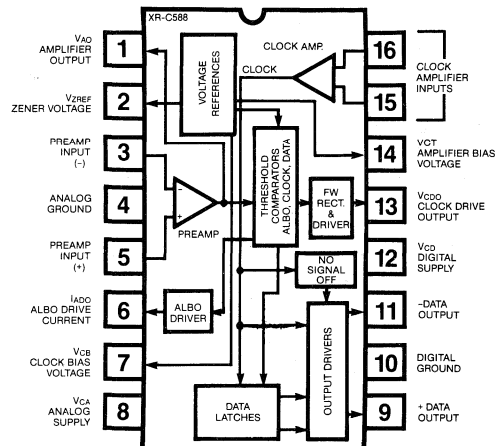 XR-C588
VAO
AMPLIFIER
OUTPUT
1
VZREF
ZENER VOLTAGE
2
PREAMP
INPUT
(−)
3
ANALOG
GROUND
4
PREAMP
INPUT
(+)
5
IADO
ALBO DRIVE
CURRENT
6
VCB
CLOCK BIAS
VOLTAGE
7
VCA
ANALOG
SUPPLY
8
VOLTAGE
REFERENCES
CLOCK AMP.
CLOCK
−
+
PREAMP
THRESHOLD
COMPARATORS
ALBO, CLOCK, DATA
FW
RECT.
&
DRIVER
NO
SIGNAL
OFF
ALBO
DRIVER
DATA
LATCHES
OUTPUT DRIVERS
16
15
CLOCK
AMPLIFIER
INPUTS
14
VCT
AMPLIFIER BIAS
VOLTAGE
13
VCDO
CLOCK DRIVE
OUTPUT
12
VCD
DIGITAL
SUPPLY
11
−DATA
OUTPUT
10
DIGITAL
GROUND
9
+ DATA
OUTPUT